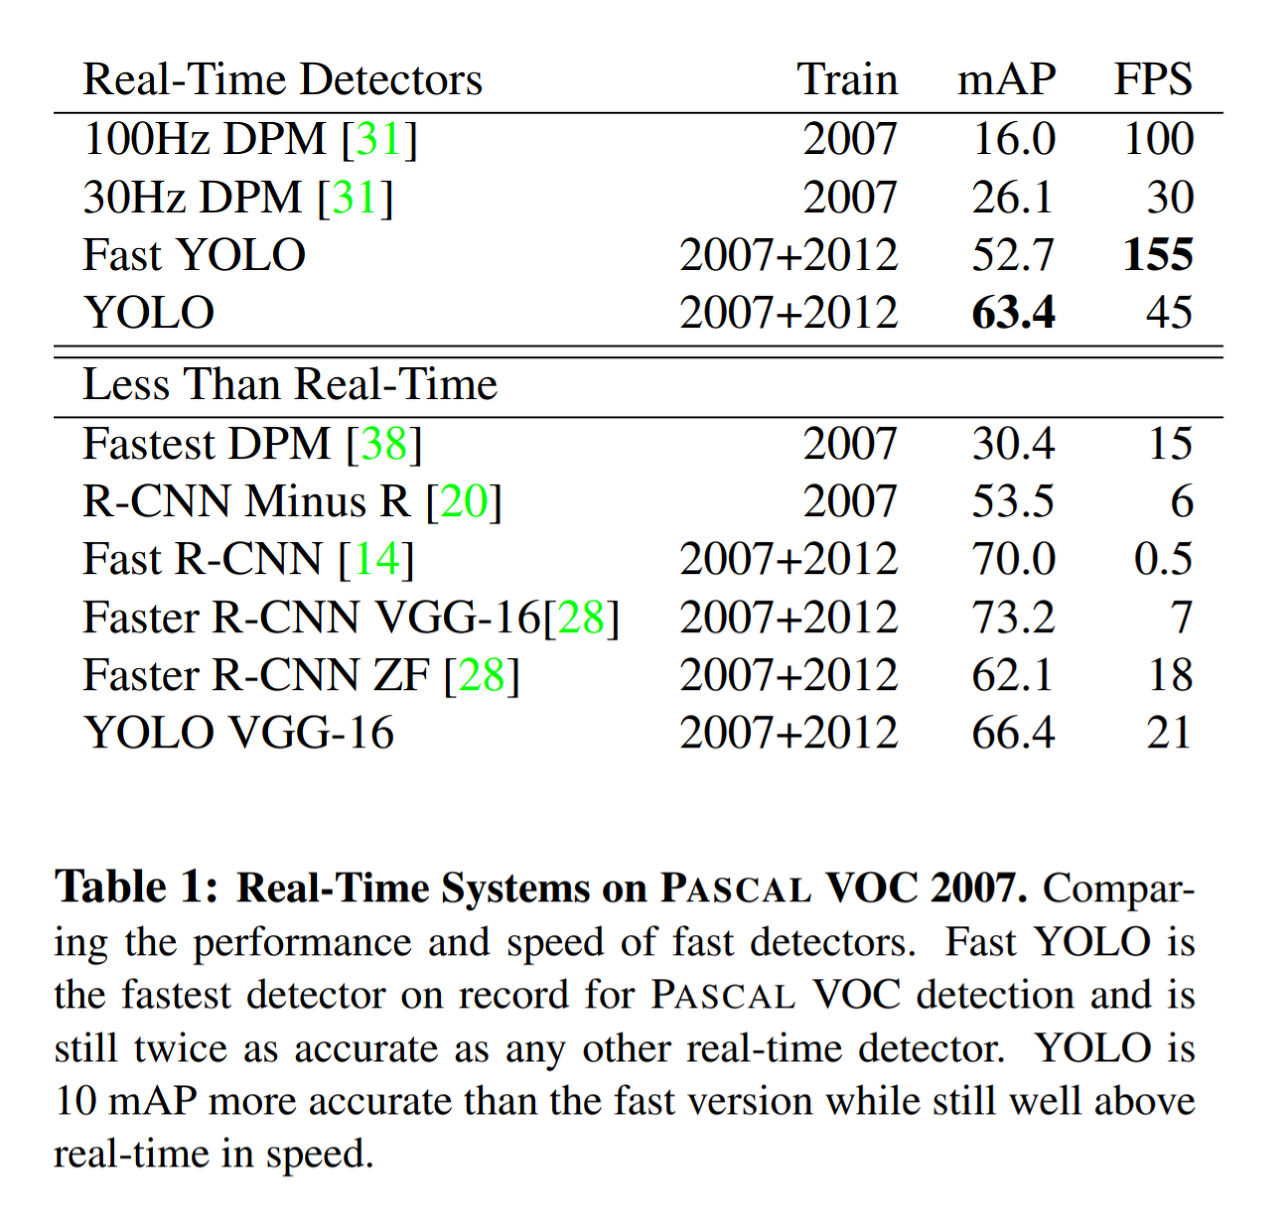 Real-Time Detectors Train mAP FPS
100Hz DPM [31] 2007 16.0 100
30Hz DPM [31] 2007 26.1 30
Fast YOLO 2007+2012 52.7 155
YOLO 2007+2012 63.4 45
Less Than Real-Time
Fastest DPM [38] 2007 30.4 15
R-CNN Minus R [20] 2007 53.5 6
Fast R-CNN [14] 2007+2012 70.0 0.5
Faster R-CNN VGG-16[28] 2007+2012 73.2 7
Faster R-CNN ZF [28] 2007+2012 62.1 18
YOLO VGG-16 2007+2012 66.4 21
Table 1: Real-Time Systems on PASCAL VOC 2007. Compar-
ing the performance and speed of fast detectors. Fast YOLO is
the fastest detector on record for PASCAL VOC detection and is
still twice as accurate as any other real-time detector. YOLO is
10 mAP more accurate than the fast version while still well above
real-time in speed.